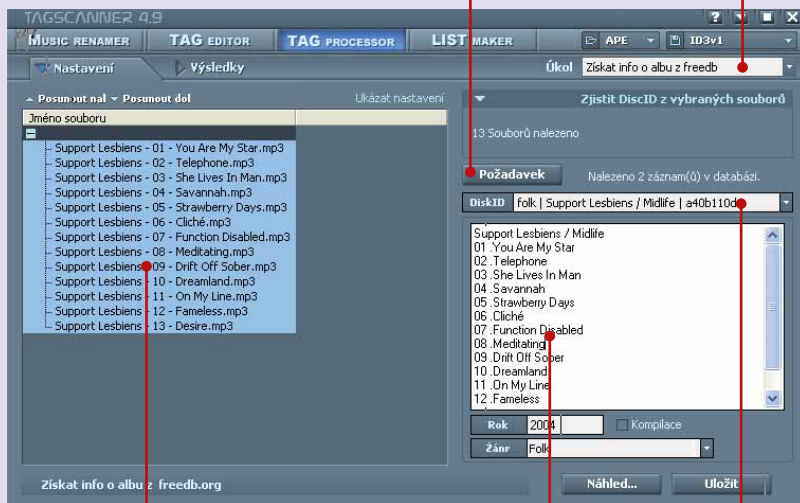 TAGSCANNER 4.9
MUSIC RENAMER TAG EDITOR TAG PROCESSOR LIST MAKER APE ID3v1
Nastavení Výsledky Úkol Získat info o albu z freedb
Posunout nal Posunout dol Ukázat nastavení
Jméno souboru
Support Lesbiens - 01 - You Are My Star.mp3
Support Lesbiens - 02 - Telephone.mp3
Support Lesbiens - 03 - She Lives In Man.mp3
Support Lesbiens - 04 - Savannah.mp3
Support Lesbiens - 05 - Strawberry Days.mp3
Support Lesbiens - 06 - Cliché.mp3
Support Lesbiens - 07 - Function Disabled.mp3
Support Lesbiens - 08 - Meditating.mp3
Support Lesbiens - 09 - Drift Off Sober.mp3
Support Lesbiens - 10 - Dreamland.mp3
Support Lesbiens - 11 - On My Line.mp3
Support Lesbiens - 12 - Fameless.mp3
Support Lesbiens - 13 - Desire.mp3
Zjistit DiscID z vybraných souborů
13 Souborů nalezeno
Požadavek Nalezeno 2 záznam(ů) v databázi.
DiskID folk | Support Lesbiens / Midlife | a40b110d
Support Lesbiens / Midlife
01 .You Are My Star
02 .Telephone
03 .She Lives In Man
04 .Savannah
05 .Strawberry Days
06 .Cliché
07 .Function Disabled
08 .Meditating
09 .Drift Off Sober
10 .Dreamland
11 .On My Line
12 .Fameless
Rok 2004 Kompilace
Žánr Folk
Získat info o albu z freedb.org Náhled... Uložit